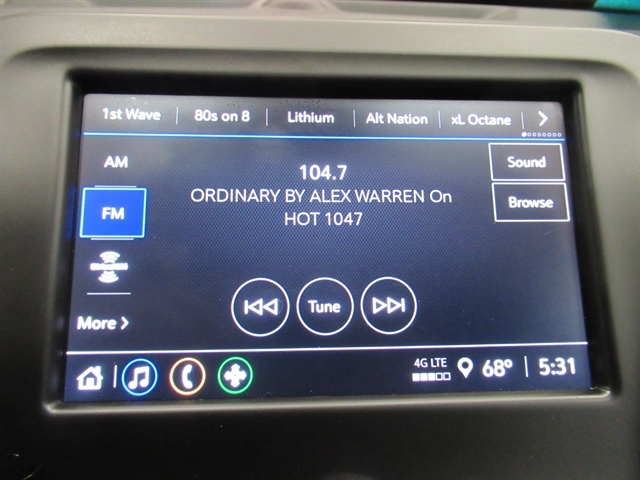 1st Wave
80s on 8
Lithium
Alt Nation
xL Octane
AM
FM
More
104.7
ORDINARY BY ALEX WARREN On
HOT 1047
Tune
Sound
Browse
4G LTE
68°
5:31